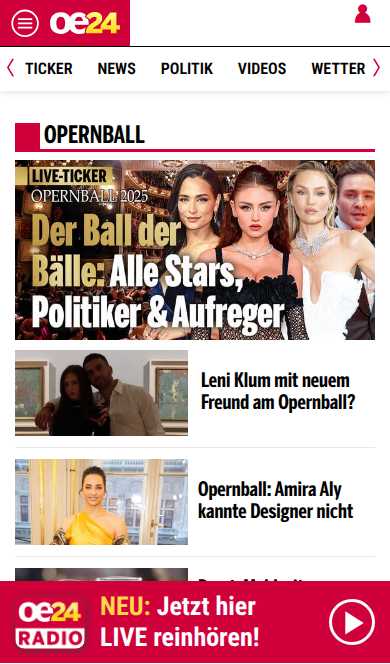 oe24
TICKER NEWS POLITIK VIDEOS WETTER
OPERNBALL
LIVE-TICKER
OPERNBALL 2025
Der Ball der
Bälle: Alle Stars,
Politiker & Aufreger
Leni Klum mit neuem
Freund am Opernball?
Opernball: Amira Aly
kannte Designer nicht
oe24
RADIO
NEU: Jetzt hier
LIVE reinhören!